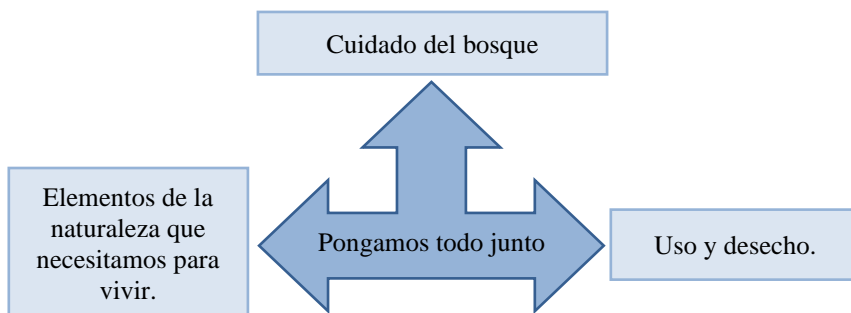 Cuidado del bosque
Elementos de la
naturaleza que
necesitamos para
vivir.
Pongamos todo junto
Uso y desecho.